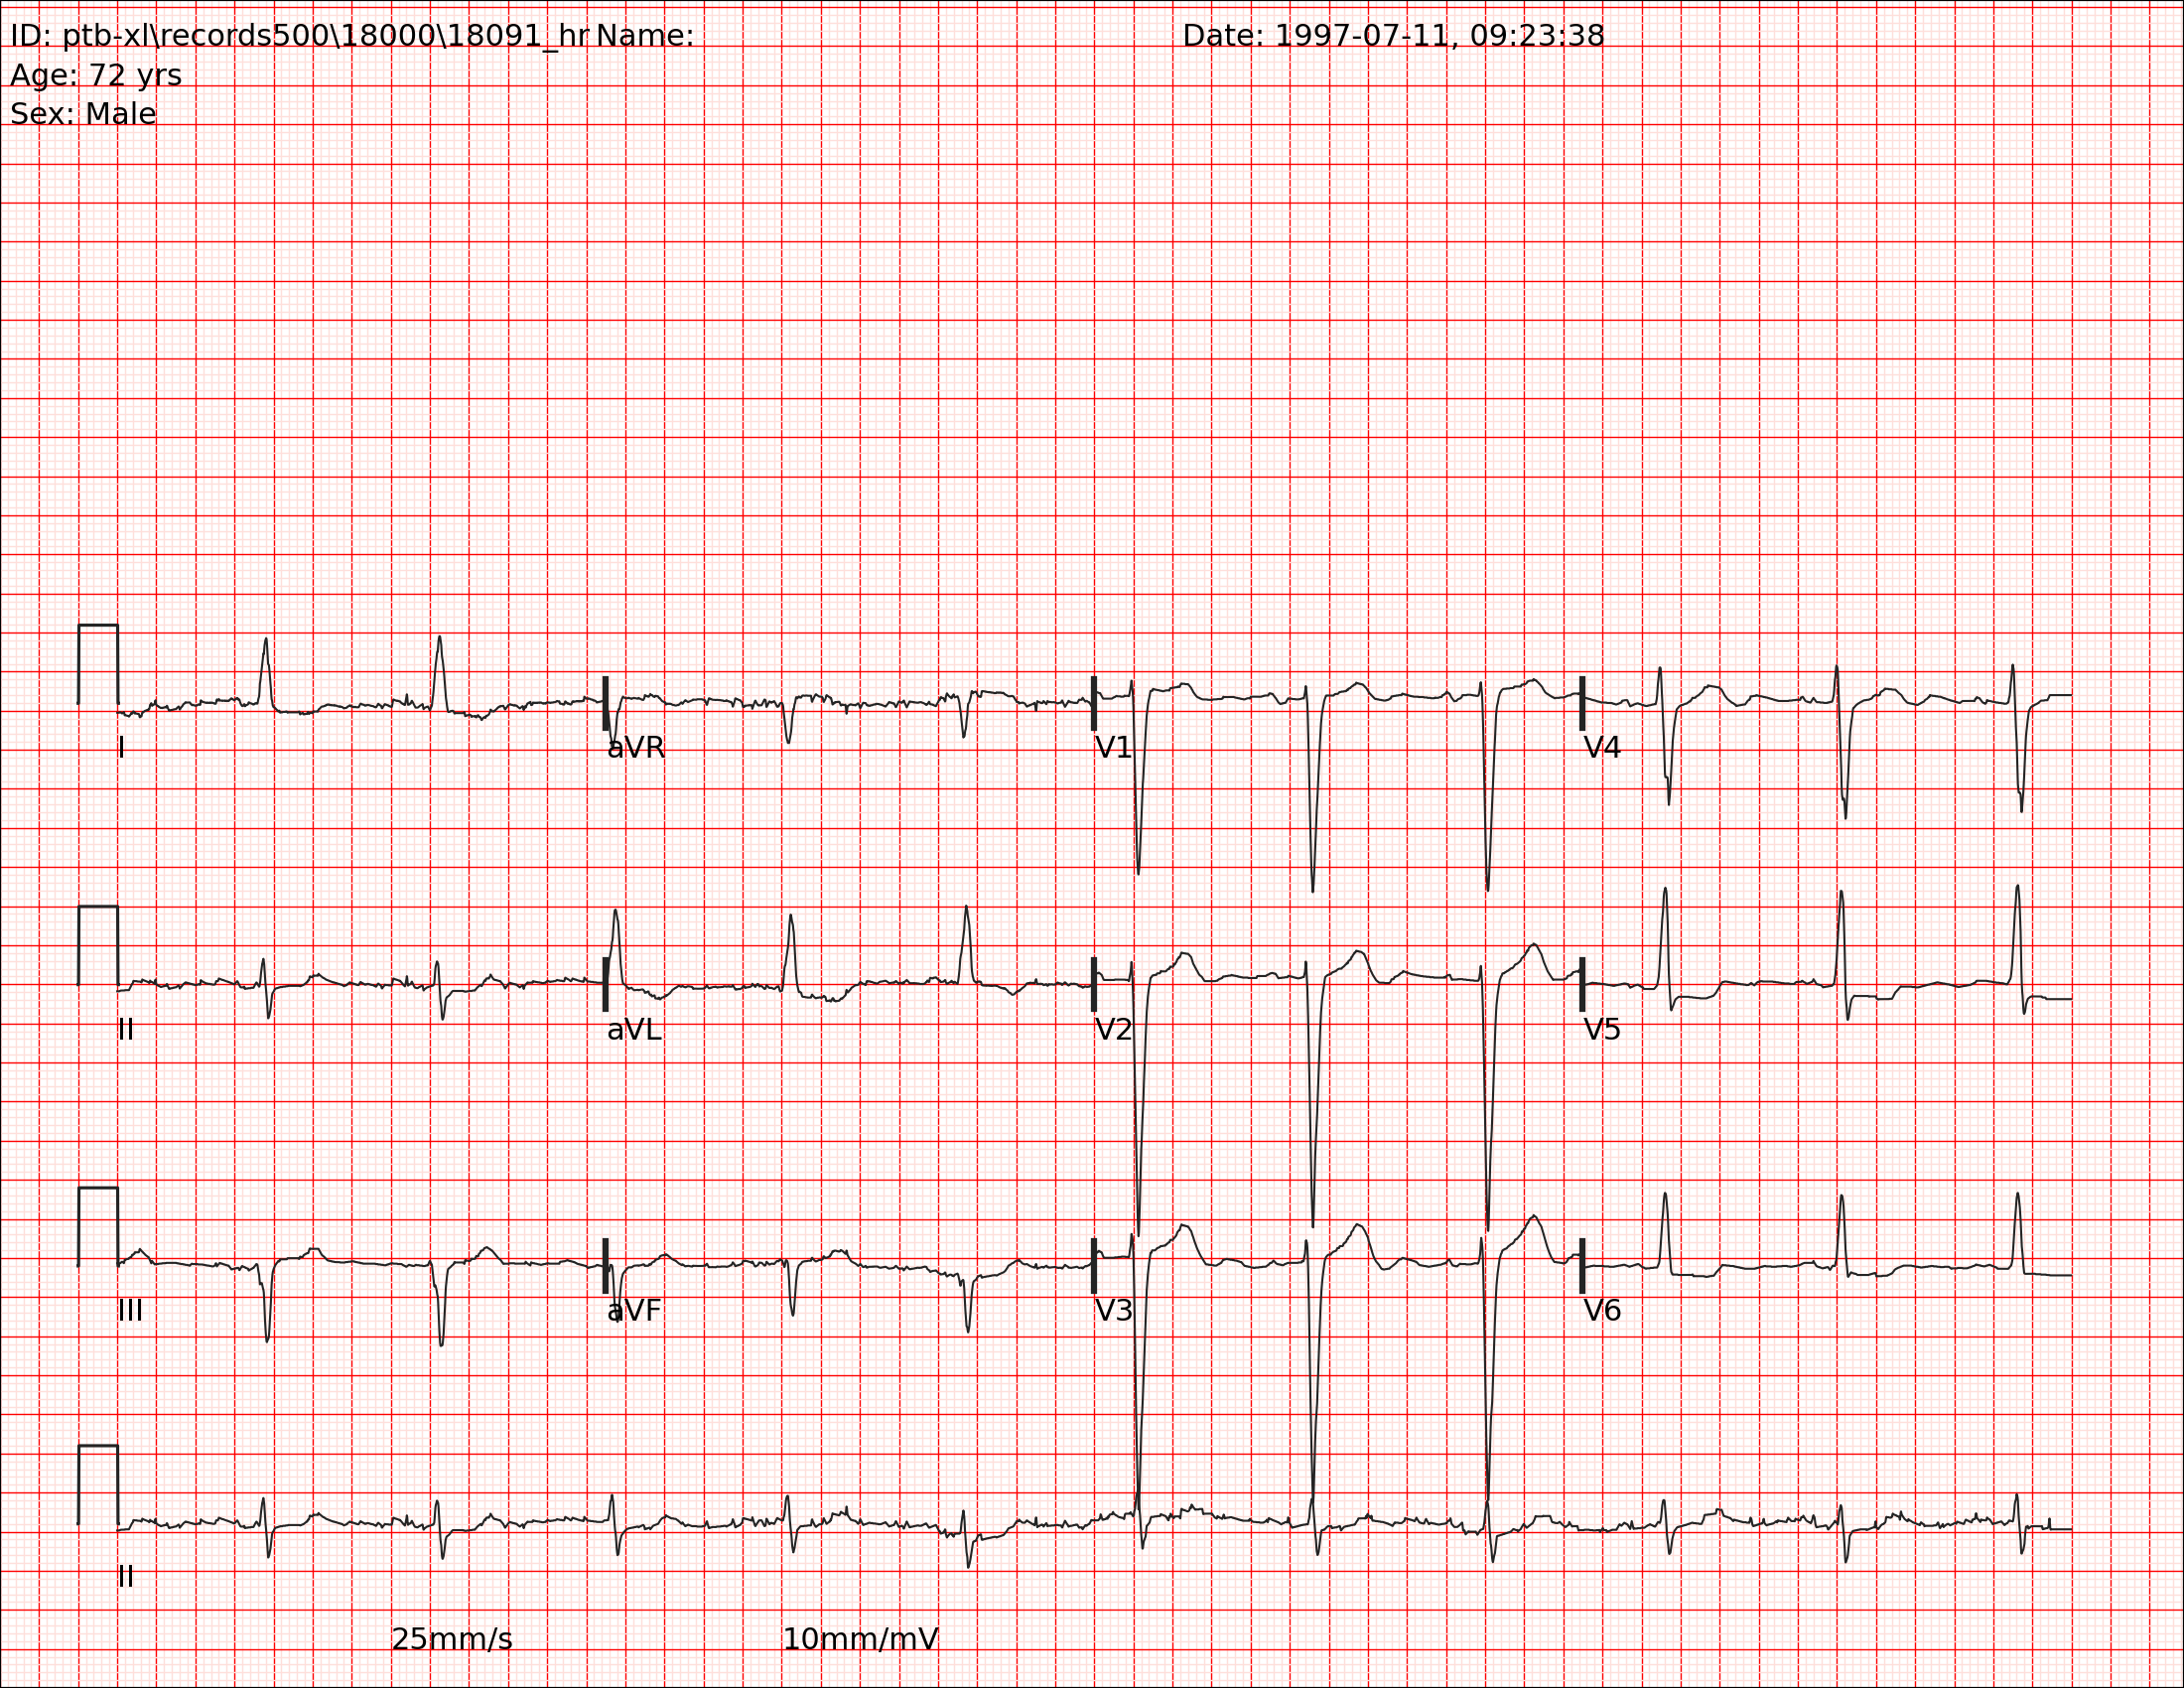 ID: ptb-xl\records500\18000\18091_hr Name: Date: 1997-07-11, 09:23:38
Age: 72 yrs
Sex: Male
I aVR V1 V4
II aVL V2 V5
III aVF V3 V6
II
25mm/s 10mm/mV